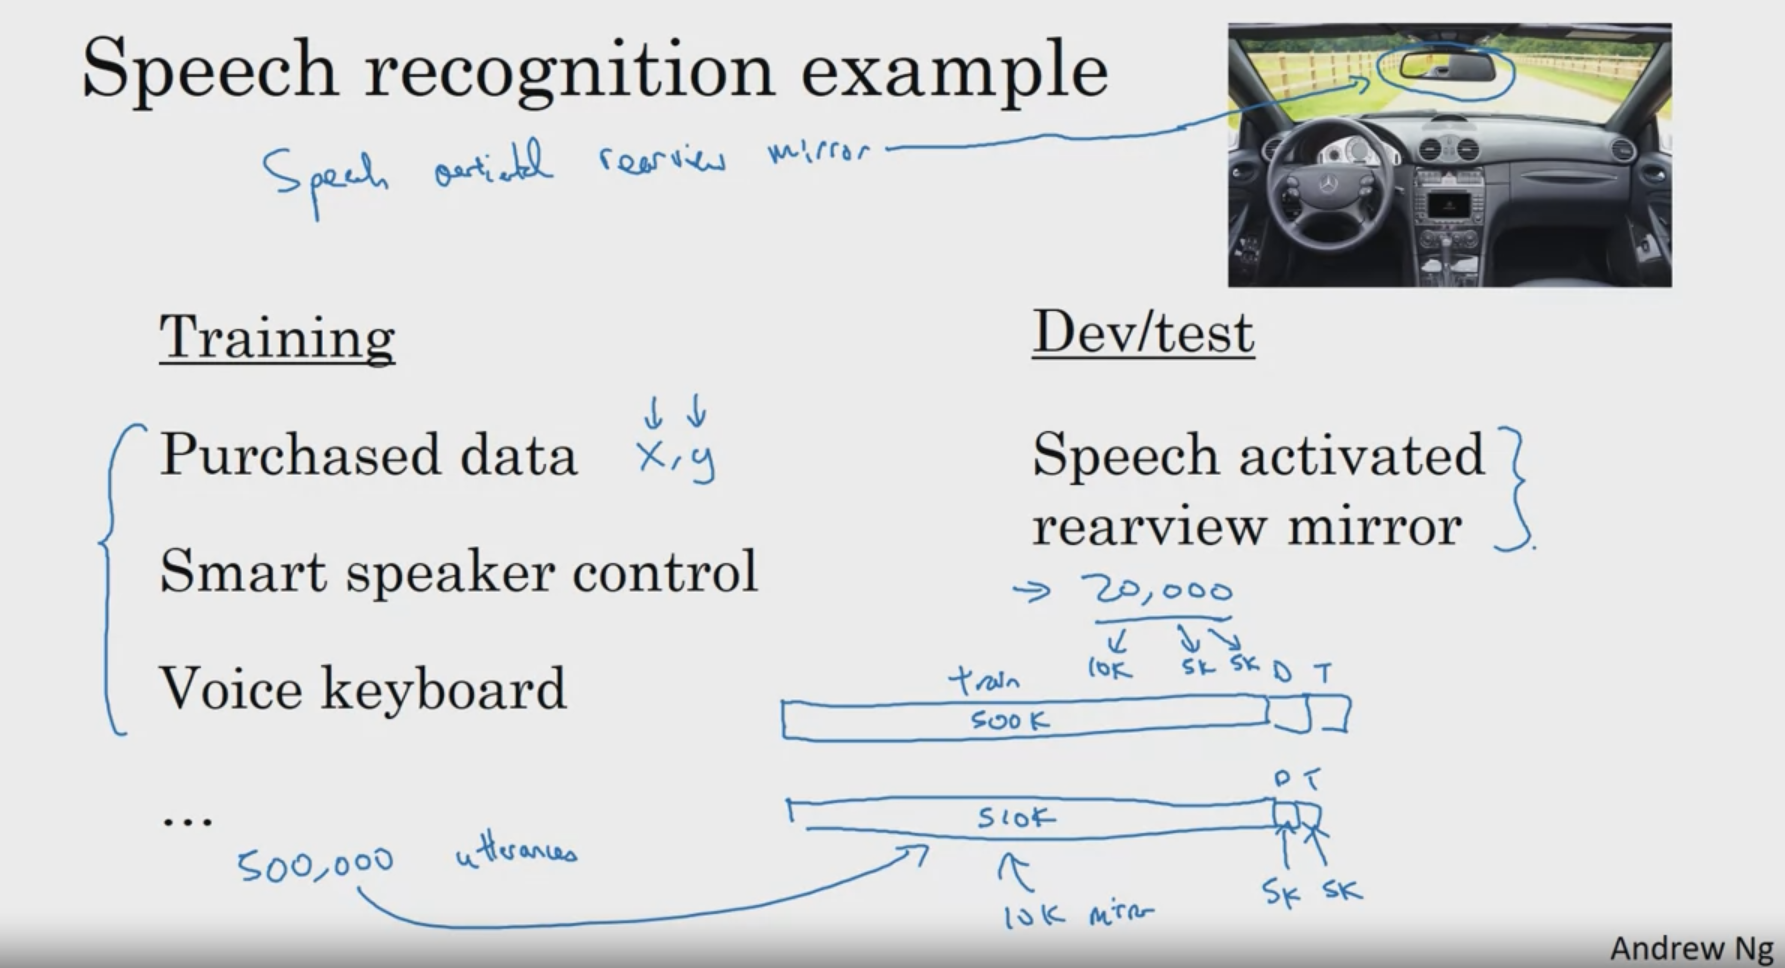 Speech recognition example
Speech activated rearview mirror
Training
Purchased data x,y
Smart speaker control
Voice keyboard
...
500,000 utterances
Dev/test
Speech activated
rearview mirror
→ 20,000
10K 5K 5K
train D T
500K
D T
510K
5K 5K
10K mirror
Andrew Ng